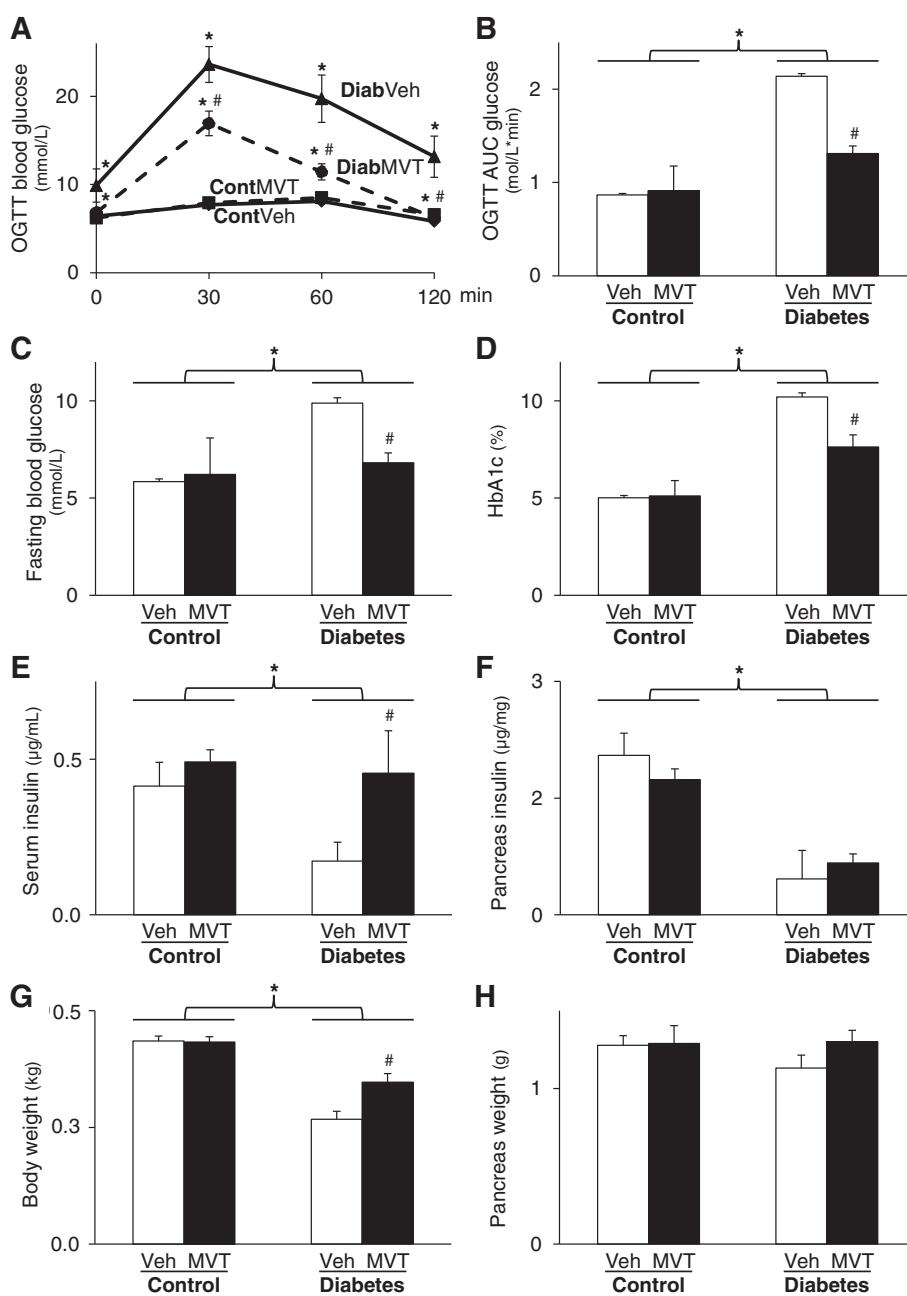 A
OGTT blood glucose
(mmol/L)
20
10
0
0 30 60 120 min
* * * *
* * # * # * #
DiabVeh
DiabMVT
ContMVT
ContVeh
B
OGTT AUC glucose
(mol/L*min)
2
1
0
*
#
Veh MVT Veh MVT
Control Diabetes
C
Fasting blood glucose
(mmol/L)
10
5
0
*
#
Veh MVT Veh MVT
Control Diabetes
D
HbA1c (%)
10
5
0
*
#
Veh MVT Veh MVT
Control Diabetes
E
Serum insulin (µg/mL)
0.5
0.0
*
#
Veh MVT Veh MVT
Control Diabetes
F
Pancreas insulin (µg/mg)
3
2
0
*
Veh MVT Veh MVT
Control Diabetes
G
Body weight (kg)
0.5
0.3
0.0
*
#
Veh MVT Veh MVT
Control Diabetes
H
Pancreas weight (g)
1
0
Veh MVT Veh MVT
Control Diabetes